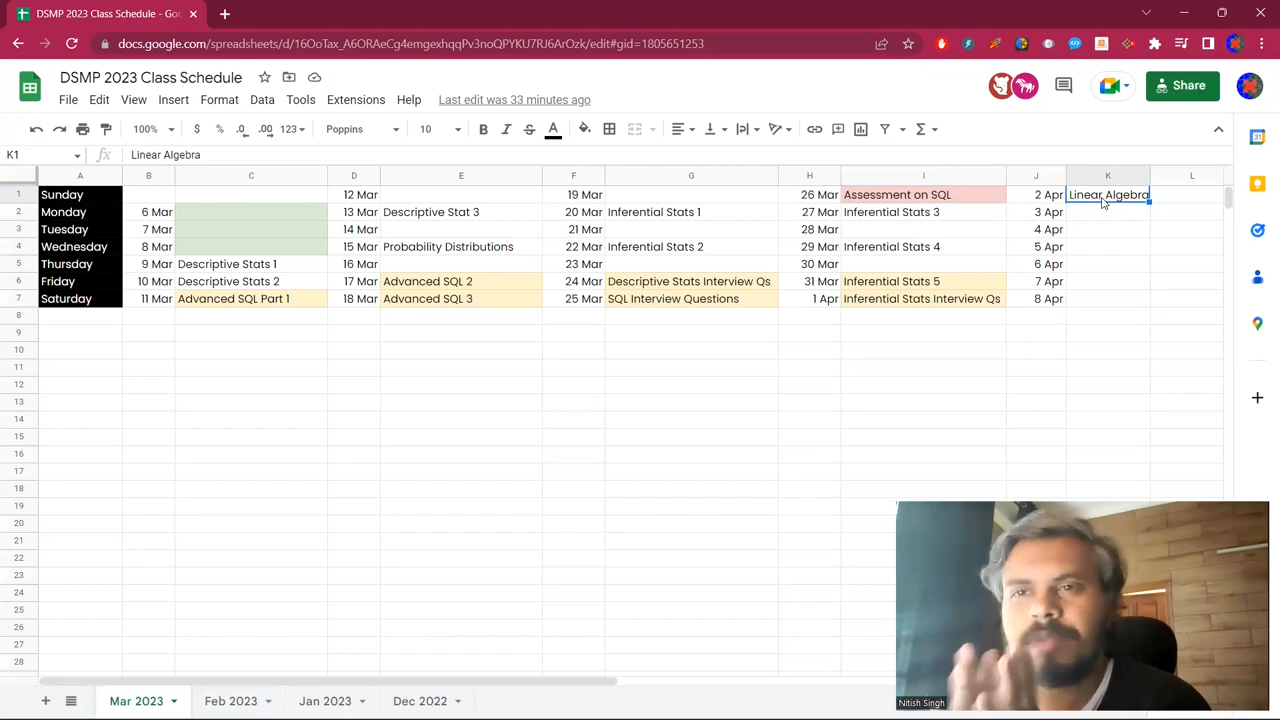 DSMP 2023 Class Schedule - Goo
docs.google.com/spreadsheets/d/16OoTax_A6ORAeCg4emgexhqqPv3noQPYKU7RJ6ArOzk/edit#gid=1805651253
DSMP 2023 Class Schedule
File Edit View Insert Format Data Tools Extensions Help Last edit was 33 minutes ago
Share
100% $ % .0 .00 123 Poppins 10 B I S A
K1 fx Linear Algebra
A B C D E F G H I J K L
1 Sunday 12 Mar 19 Mar 26 Mar Assessment on SQL 2 Apr Linear Algebra
2 Monday 6 Mar 13 Mar Descriptive Stat 3 20 Mar Inferential Stats 1 27 Mar Inferential Stats 3 3 Apr
3 Tuesday 7 Mar 14 Mar 21 Mar 28 Mar 4 Apr
4 Wednesday 8 Mar 15 Mar Probability Distributions 22 Mar Inferential Stats 2 29 Mar Inferential Stats 4 5 Apr
5 Thursday 9 Mar Descriptive Stats 1 16 Mar 23 Mar 30 Mar 6 Apr
6 Friday 10 Mar Descriptive Stats 2 17 Mar Advanced SQL 2 24 Mar Descriptive Stats Interview Qs 31 Mar Inferential Stats 5 7 Apr
7 Saturday 11 Mar Advanced SQL Part 1 18 Mar Advanced SQL 3 25 Mar SQL Interview Questions 1 Apr Inferential Stats Interview Qs 8 Apr
8
9
10
11
12
13
14
15
16
17
18
19
20
21
22
23
24
25
26
27
28
Nitish Singh
Mar 2023 Feb 2023 Jan 2023 Dec 2022